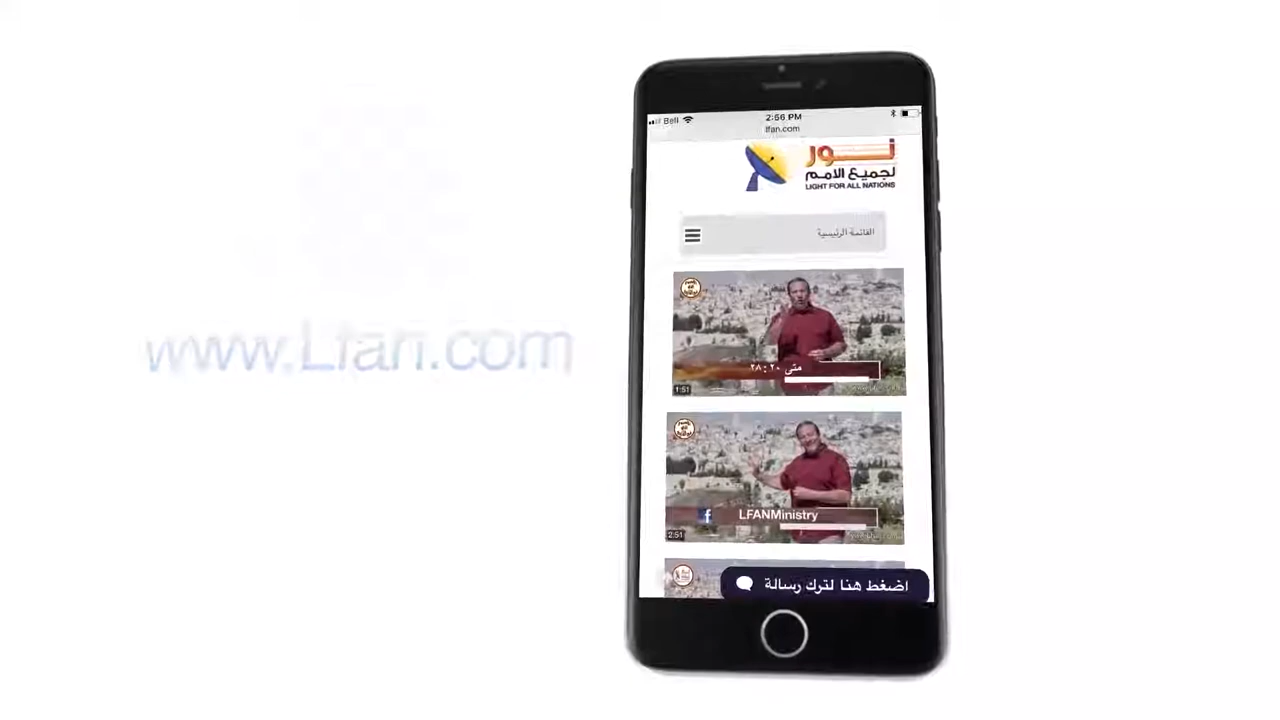 www.Lfan.com
Bell
2:56 PM
lfan.com
نور
لجميع الامم
LIGHT FOR ALL NATIONS
القائمة الرئيسية
متى ٢٠ : ٢٨
1:51
LFANMinistry
2:51
اضغط هنا لترك رسالة